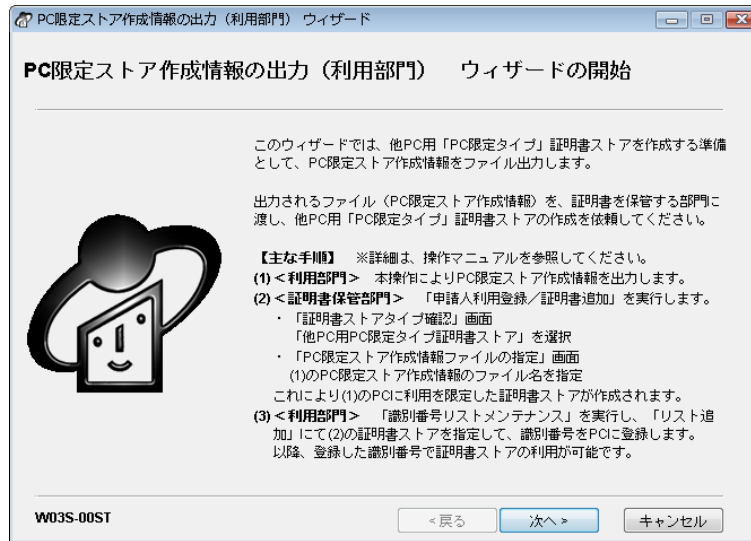 PC限定ストア作成情報の出力（利用部門） ウィザード
PC限定ストア作成情報の出力（利用部門） ウィザードの開始
このウィザードでは、他PC用「PC限定タイプ」証明書ストアを作成する準備
として、PC限定ストア作成情報をファイル出力します。
出力されるファイル（PC限定ストア作成情報）を、証明書を保管する部門に
渡し、他PC用「PC限定タイプ」証明書ストアの作成を依頼してください。
【主な手順】 ※詳細は、操作マニュアルを参照してください。
(1)＜利用部門＞ 本操作によりPC限定ストア作成情報を出力します。
(2)＜証明書保管部門＞ 「申請人利用登録／証明書追加」を実行します。
・「証明書ストアタイプ確認」画面
「他PC用PC限定タイプ証明書ストア」を選択
・「PC限定ストア作成情報ファイルの指定」画面
(1)のPC限定ストア作成情報のファイル名を指定
これにより(1)のPCに利用を限定した証明書ストアが作成されます。
(3)＜利用部門＞ 「識別番号リストメンテナンス」を実行し、「リスト追
加」にて(2)の証明書ストアを指定して、識別番号をPCに登録します。
以降、登録した識別番号で証明書ストアの利用が可能です。
W03S-00ST
<戻る
次へ>
キャンセル